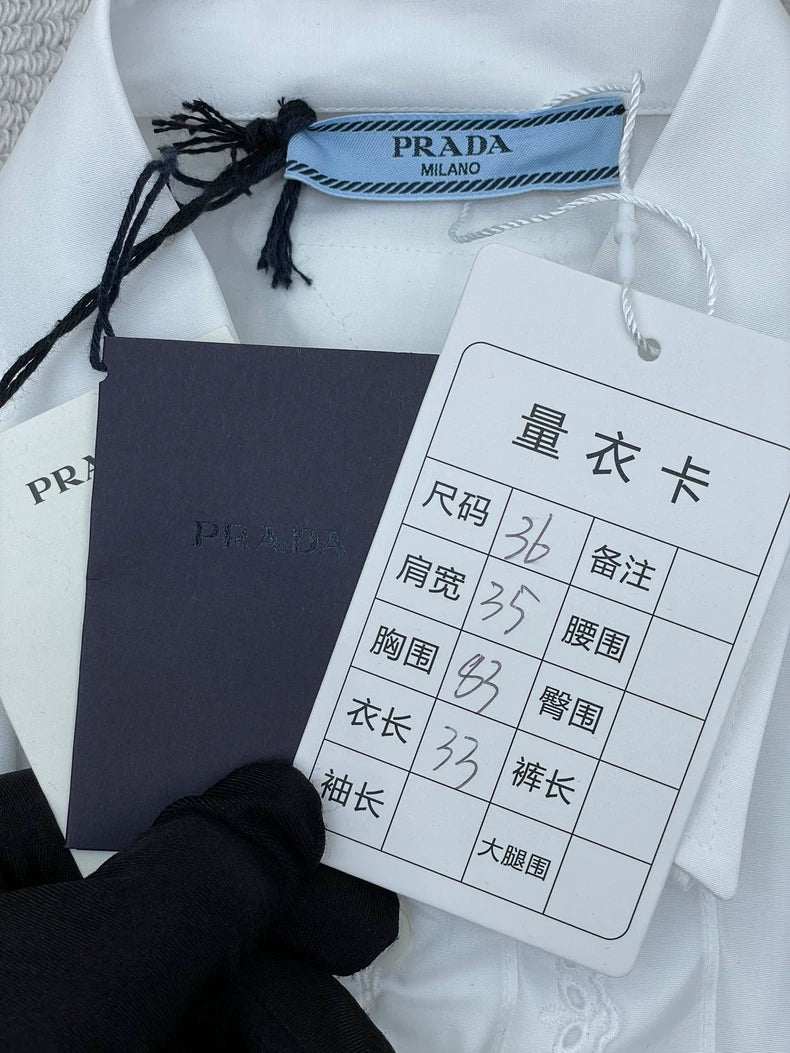 PRADA
MILANO
PRA
PRADA
量衣卡
尺码 36 备注
肩宽 35 腰围
胸围 83 臀围
衣长 33 裤长
袖长 大腿围